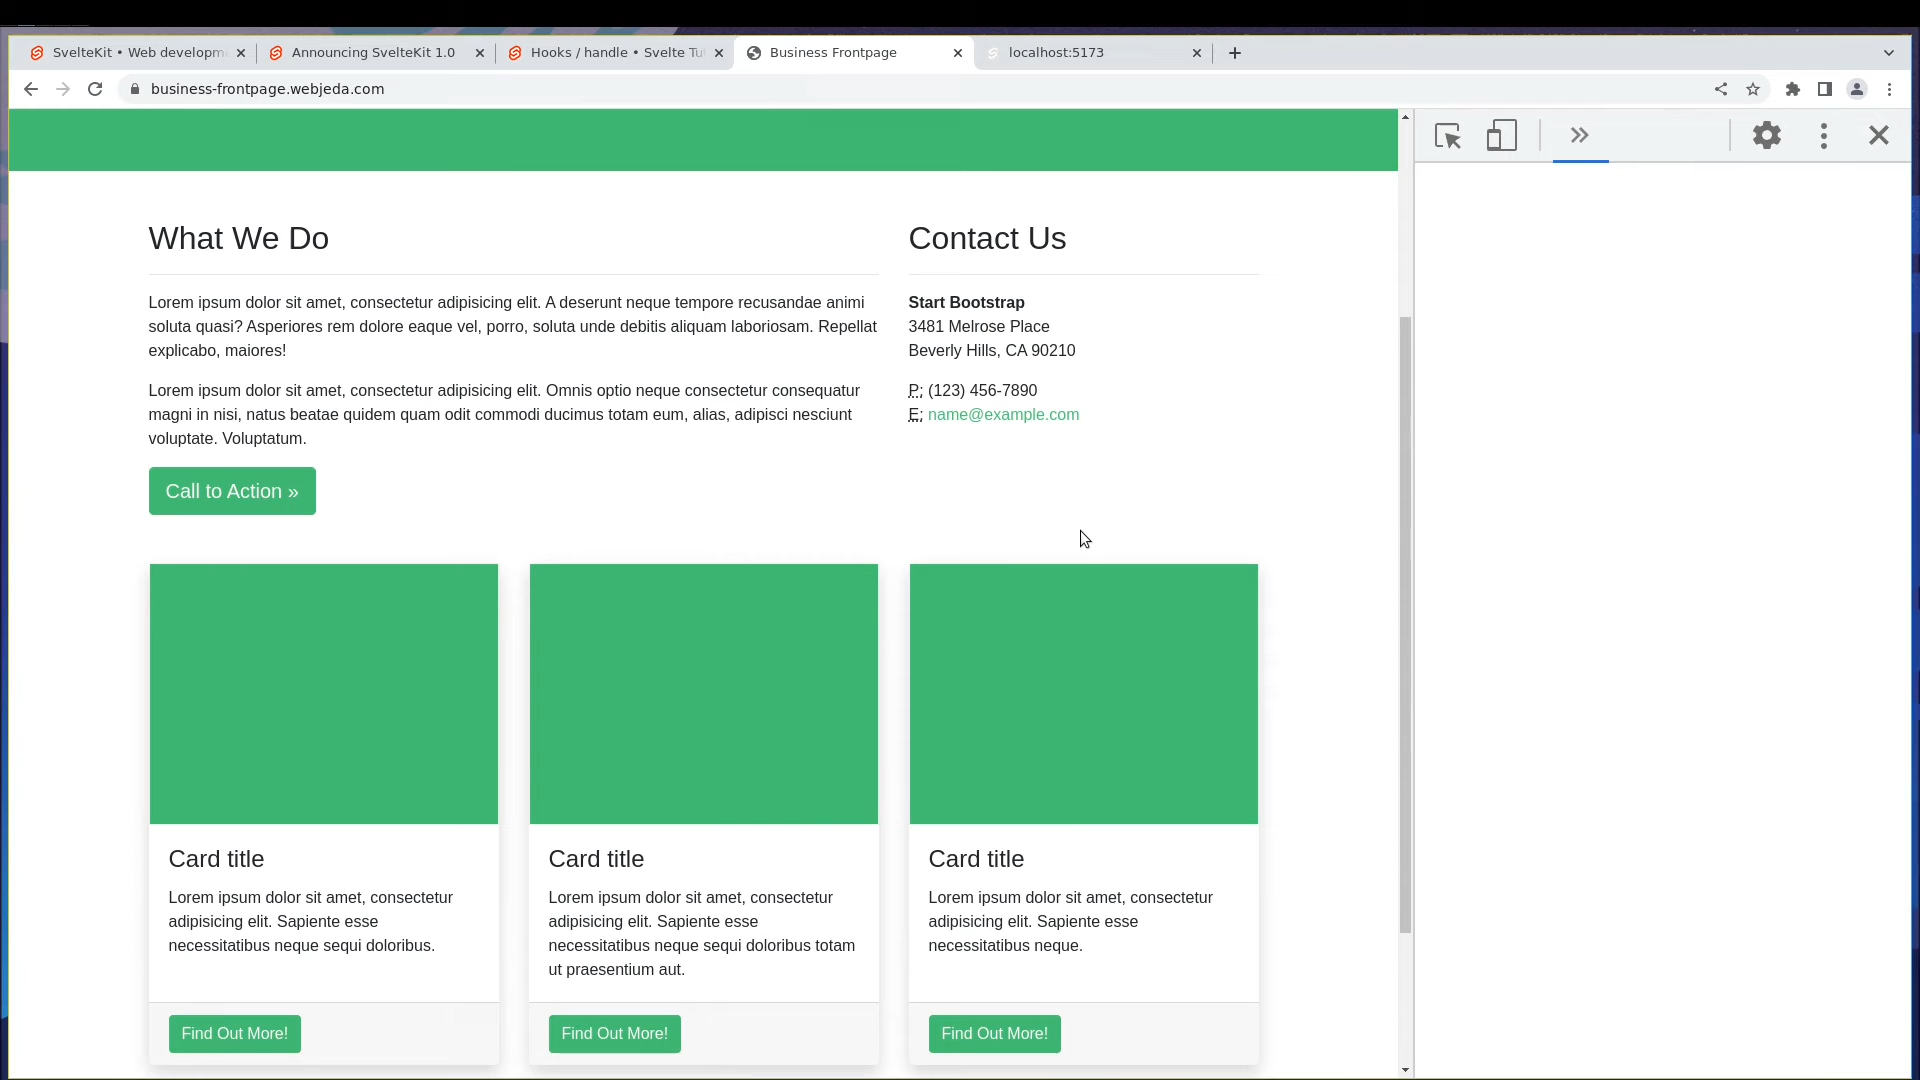 SvelteKit • Web developm
Announcing SvelteKit 1.0
Hooks / handle • Svelte Tu
Business Frontpage
localhost:5173
business-frontpage.webjeda.com
What We Do
Lorem ipsum dolor sit amet, consectetur adipisicing elit. A deserunt neque tempore recusandae animi
soluta quasi? Asperiores rem dolore eaque vel, porro, soluta unde debitis aliquam laboriosam. Repellat
explicabo, maiores!
Lorem ipsum dolor sit amet, consectetur adipisicing elit. Omnis optio neque consectetur consequatur
magni in nisi, natus beatae quidem quam odit commodi ducimus totam eum, alias, adipisci nesciunt
voluptate. Voluptatum.
Call to Action »
Contact Us
Start Bootstrap
3481 Melrose Place
Beverly Hills, CA 90210
P: (123) 456-7890
E: name@example.com
Card title
Lorem ipsum dolor sit amet, consectetur
adipisicing elit. Sapiente esse
necessitatibus neque sequi doloribus.
Find Out More!
Card title
Lorem ipsum dolor sit amet, consectetur
adipisicing elit. Sapiente esse
necessitatibus neque sequi doloribus totam
ut praesentium aut.
Find Out More!
Card title
Lorem ipsum dolor sit amet, consectetur
adipisicing elit. Sapiente esse
necessitatibus neque.
Find Out More!